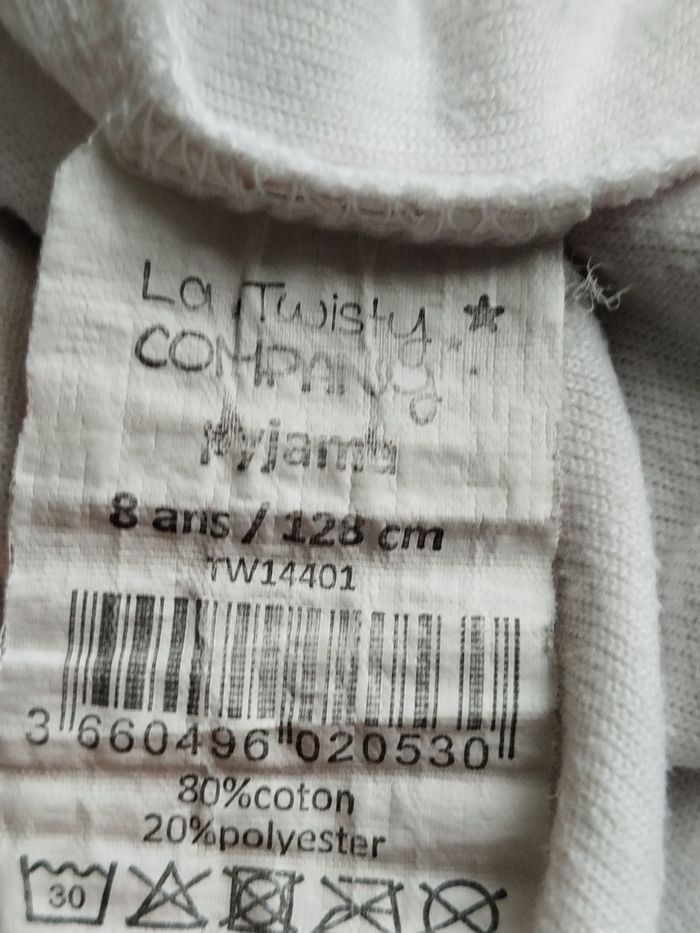 La Twisty
COMPANy
pyjama
8 ans / 128 cm
TW14401
3 660496 020530
80%coton
20%polyester
30